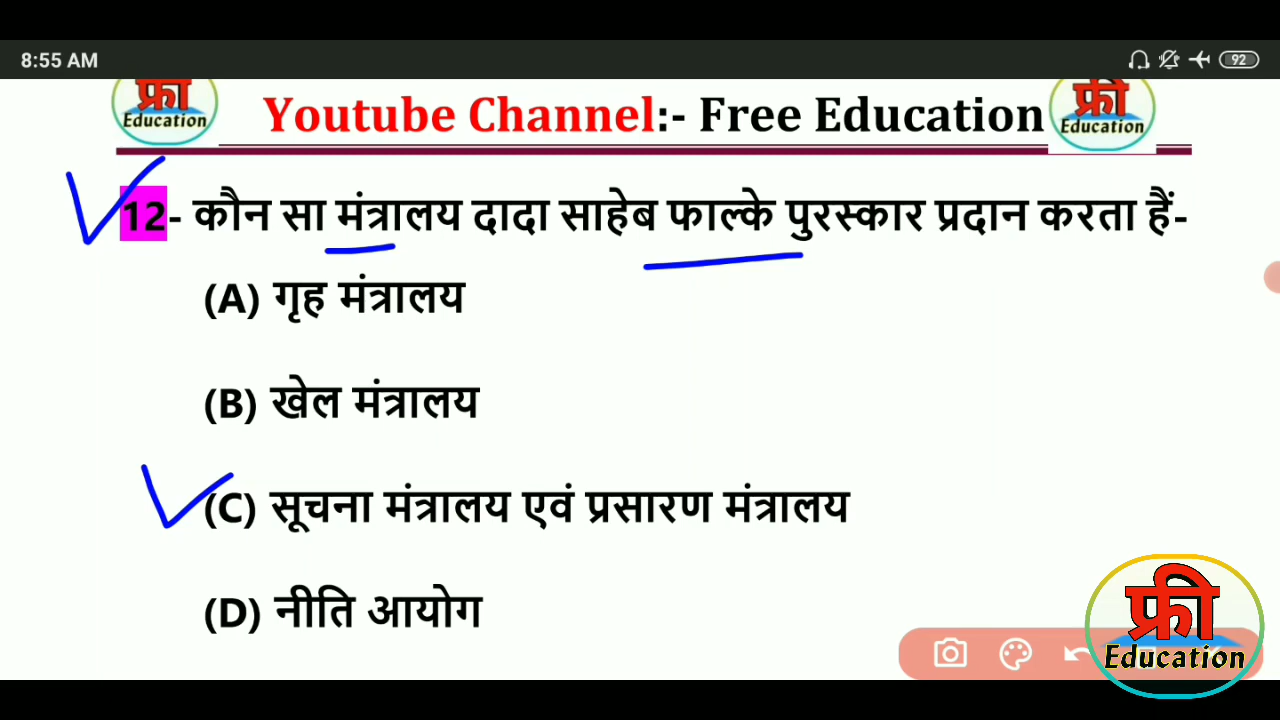 8:55 AM
92
फ्री
Education
Youtube Channel:- Free Education
फ्री
Education
12- कौन सा मंत्रालय दादा साहेब फाल्के पुरस्कार प्रदान करता हैं-
(A) गृह मंत्रालय
(B) खेल मंत्रालय
(C) सूचना मंत्रालय एवं प्रसारण मंत्रालय
(D) नीति आयोग
फ्री
Education